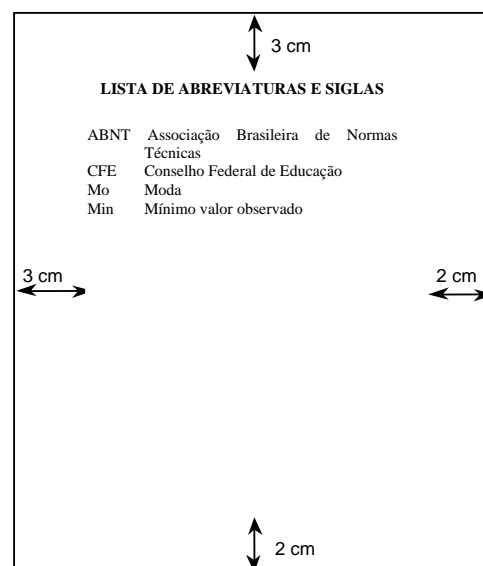 3 cm
LISTA DE ABREVIATURAS E SIGLAS
ABNT Associação Brasileira de Normas
Técnicas
CFE Conselho Federal de Educação
Mo Moda
Min Mínimo valor observado
3 cm
2 cm
2 cm